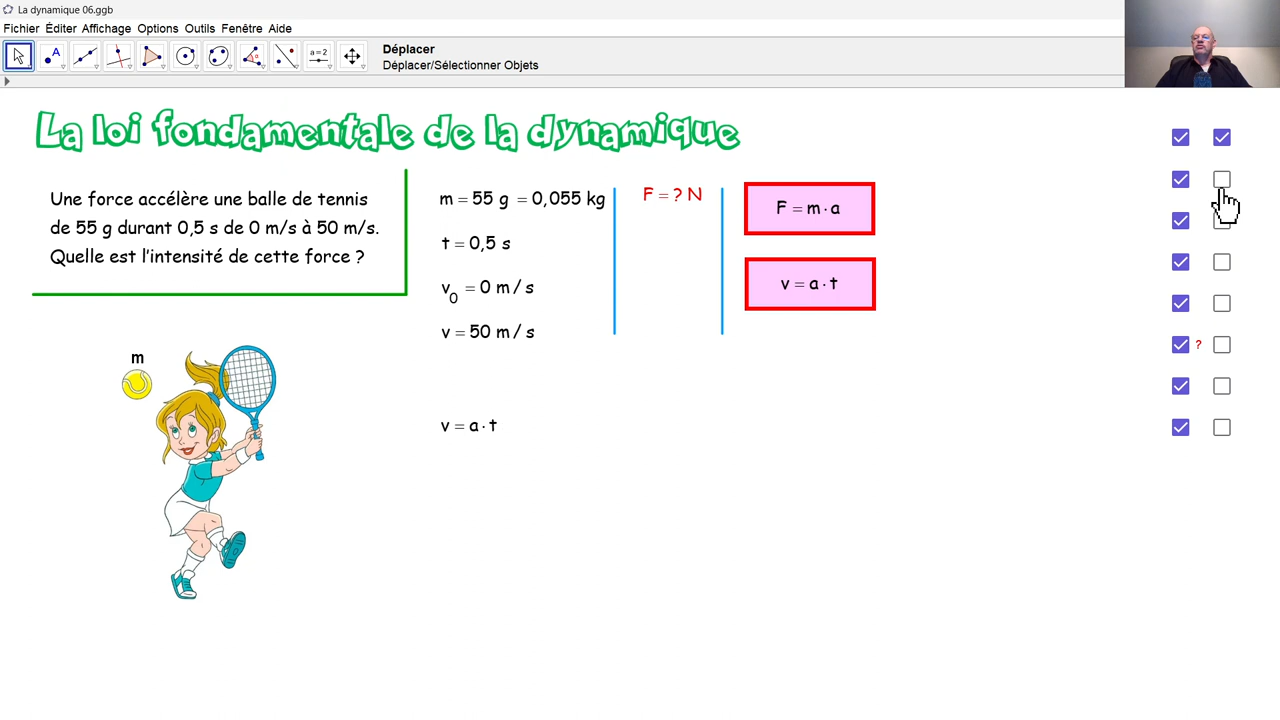 La dynamique 06.ggb
Fichier Éditer Affichage Options Outils Fenêtre Aide
A
a=2
Déplacer
Déplacer/Sélectionner Objets
La loi fondamentale de la dynamique
Une force accélère une balle de tennis
de 55 g durant 0,5 s de 0 m/s à 50 m/s.
Quelle est l'intensité de cette force ?
m = 55 g = 0,055 kg
t = 0,5 s
v0 = 0 m / s
v = 50 m / s
F = ? N
F = m · a
v = a · t
?
m
v = a · t